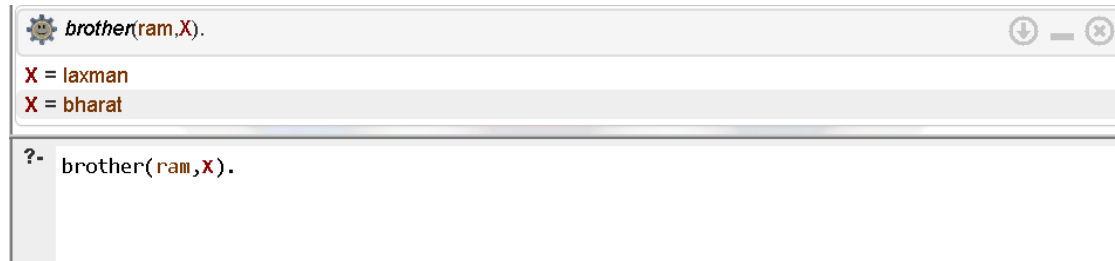 brother(ram,X).
X = laxman
X = bharat
?- brother(ram,X).